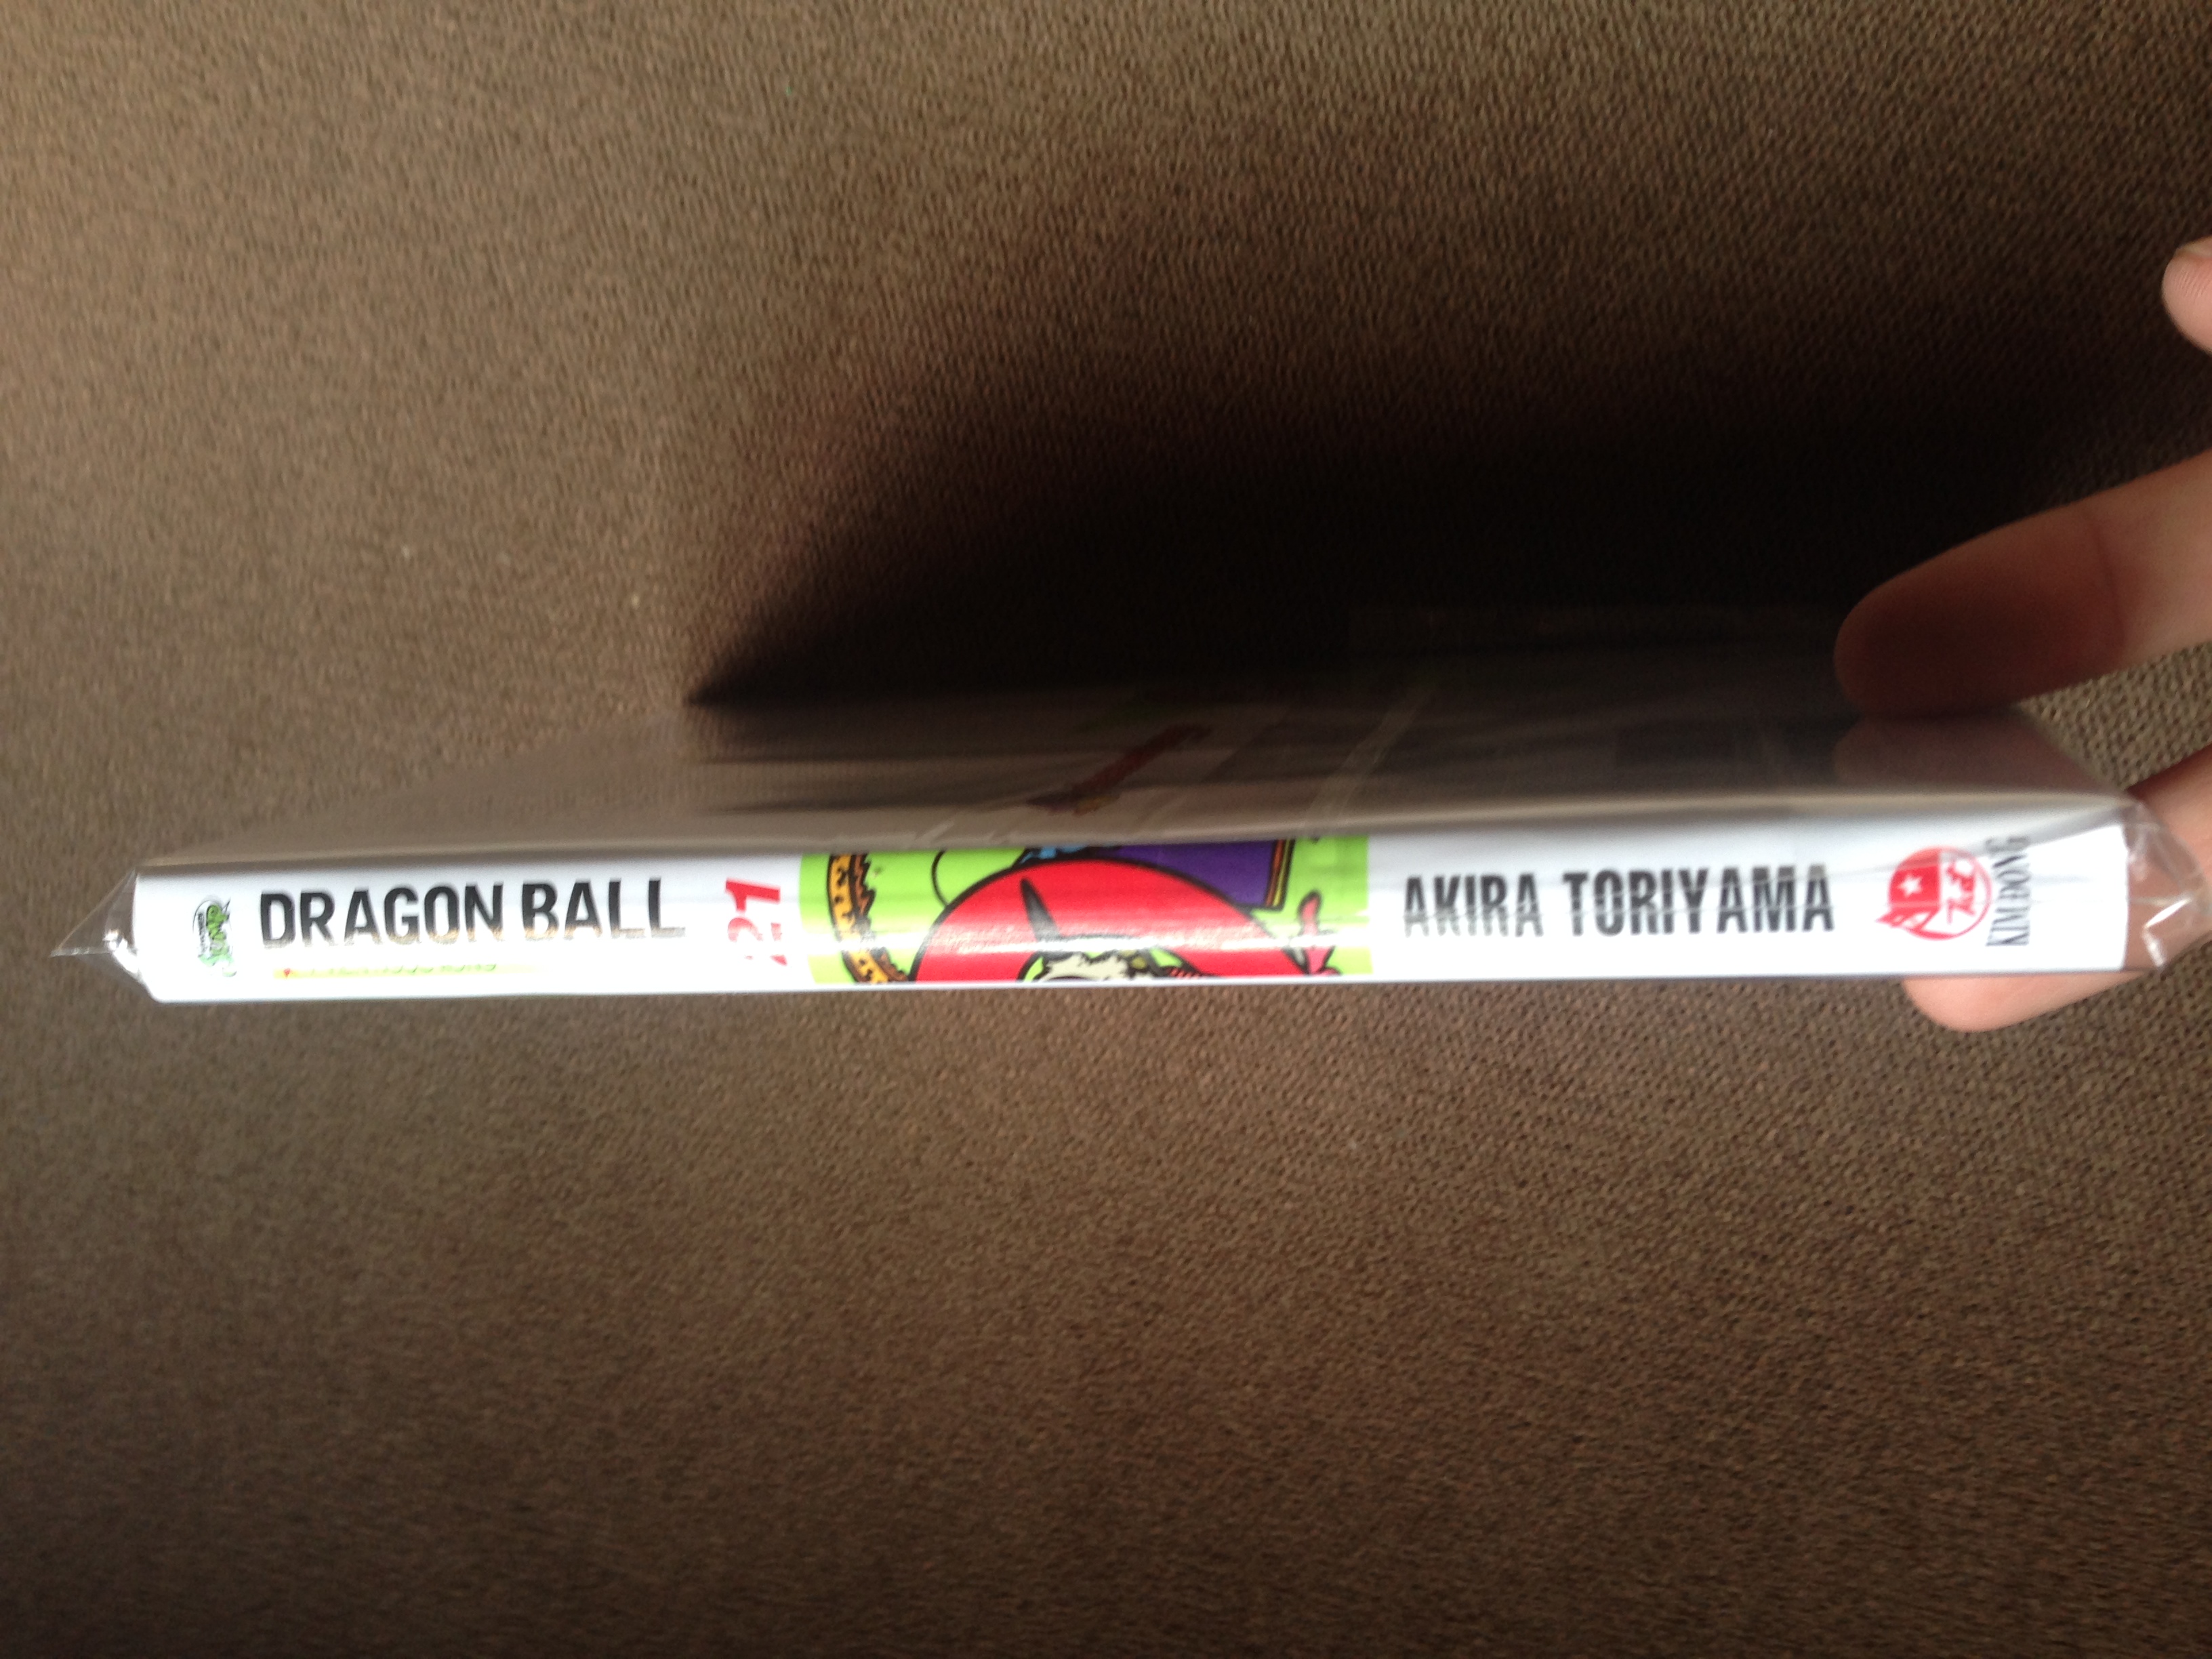 DRAGON BALL
21
AKIRA TORIYAMA
KIM ĐỒNG